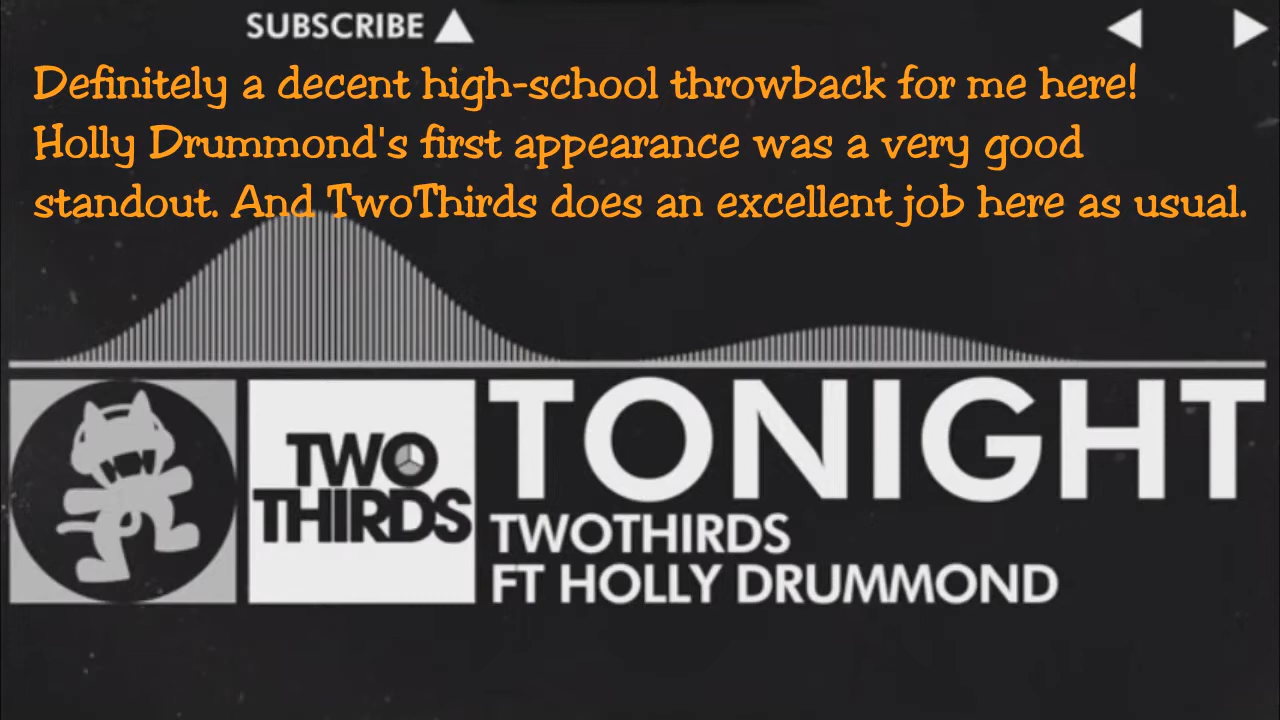 SUBSCRIBE
Definitely a decent high-school throwback for me here!
Holly Drummond's first appearance was a very good
standout. And TwoThirds does an excellent job here as usual.
TWO
THIRDS
TONIGHT
TWOTHIRDS
FT HOLLY DRUMMOND